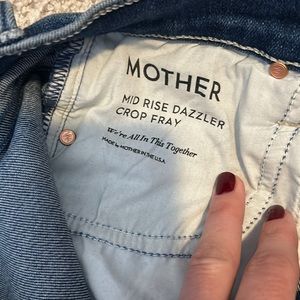 MOTHER
MID RISE DAZZLER
CROP FRAY
We're All In This Together
MADE by MOTHER IN THE U.S.A.